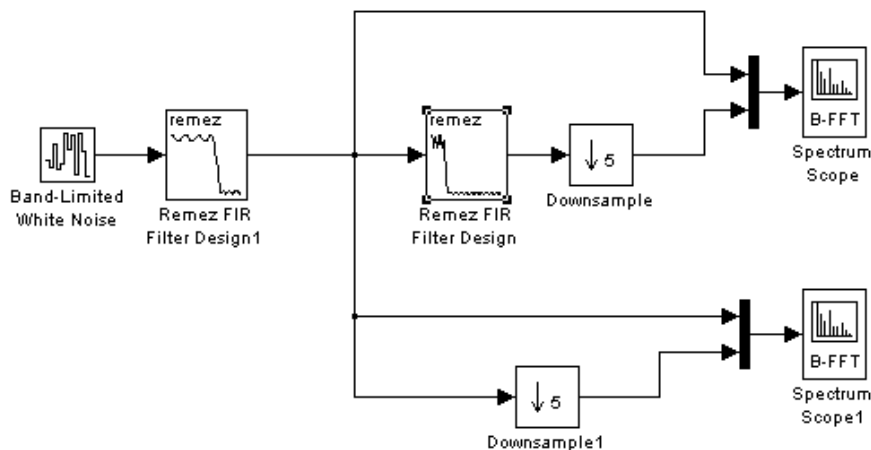 remez
Band-Limited
White Noise
Remez FIR
Filter Design1
remez
Remez FIR
Filter Design
5
Downsample
B-FFT
Spectrum
Scope
5
Downsample1
B-FFT
Spectrum
Scope1